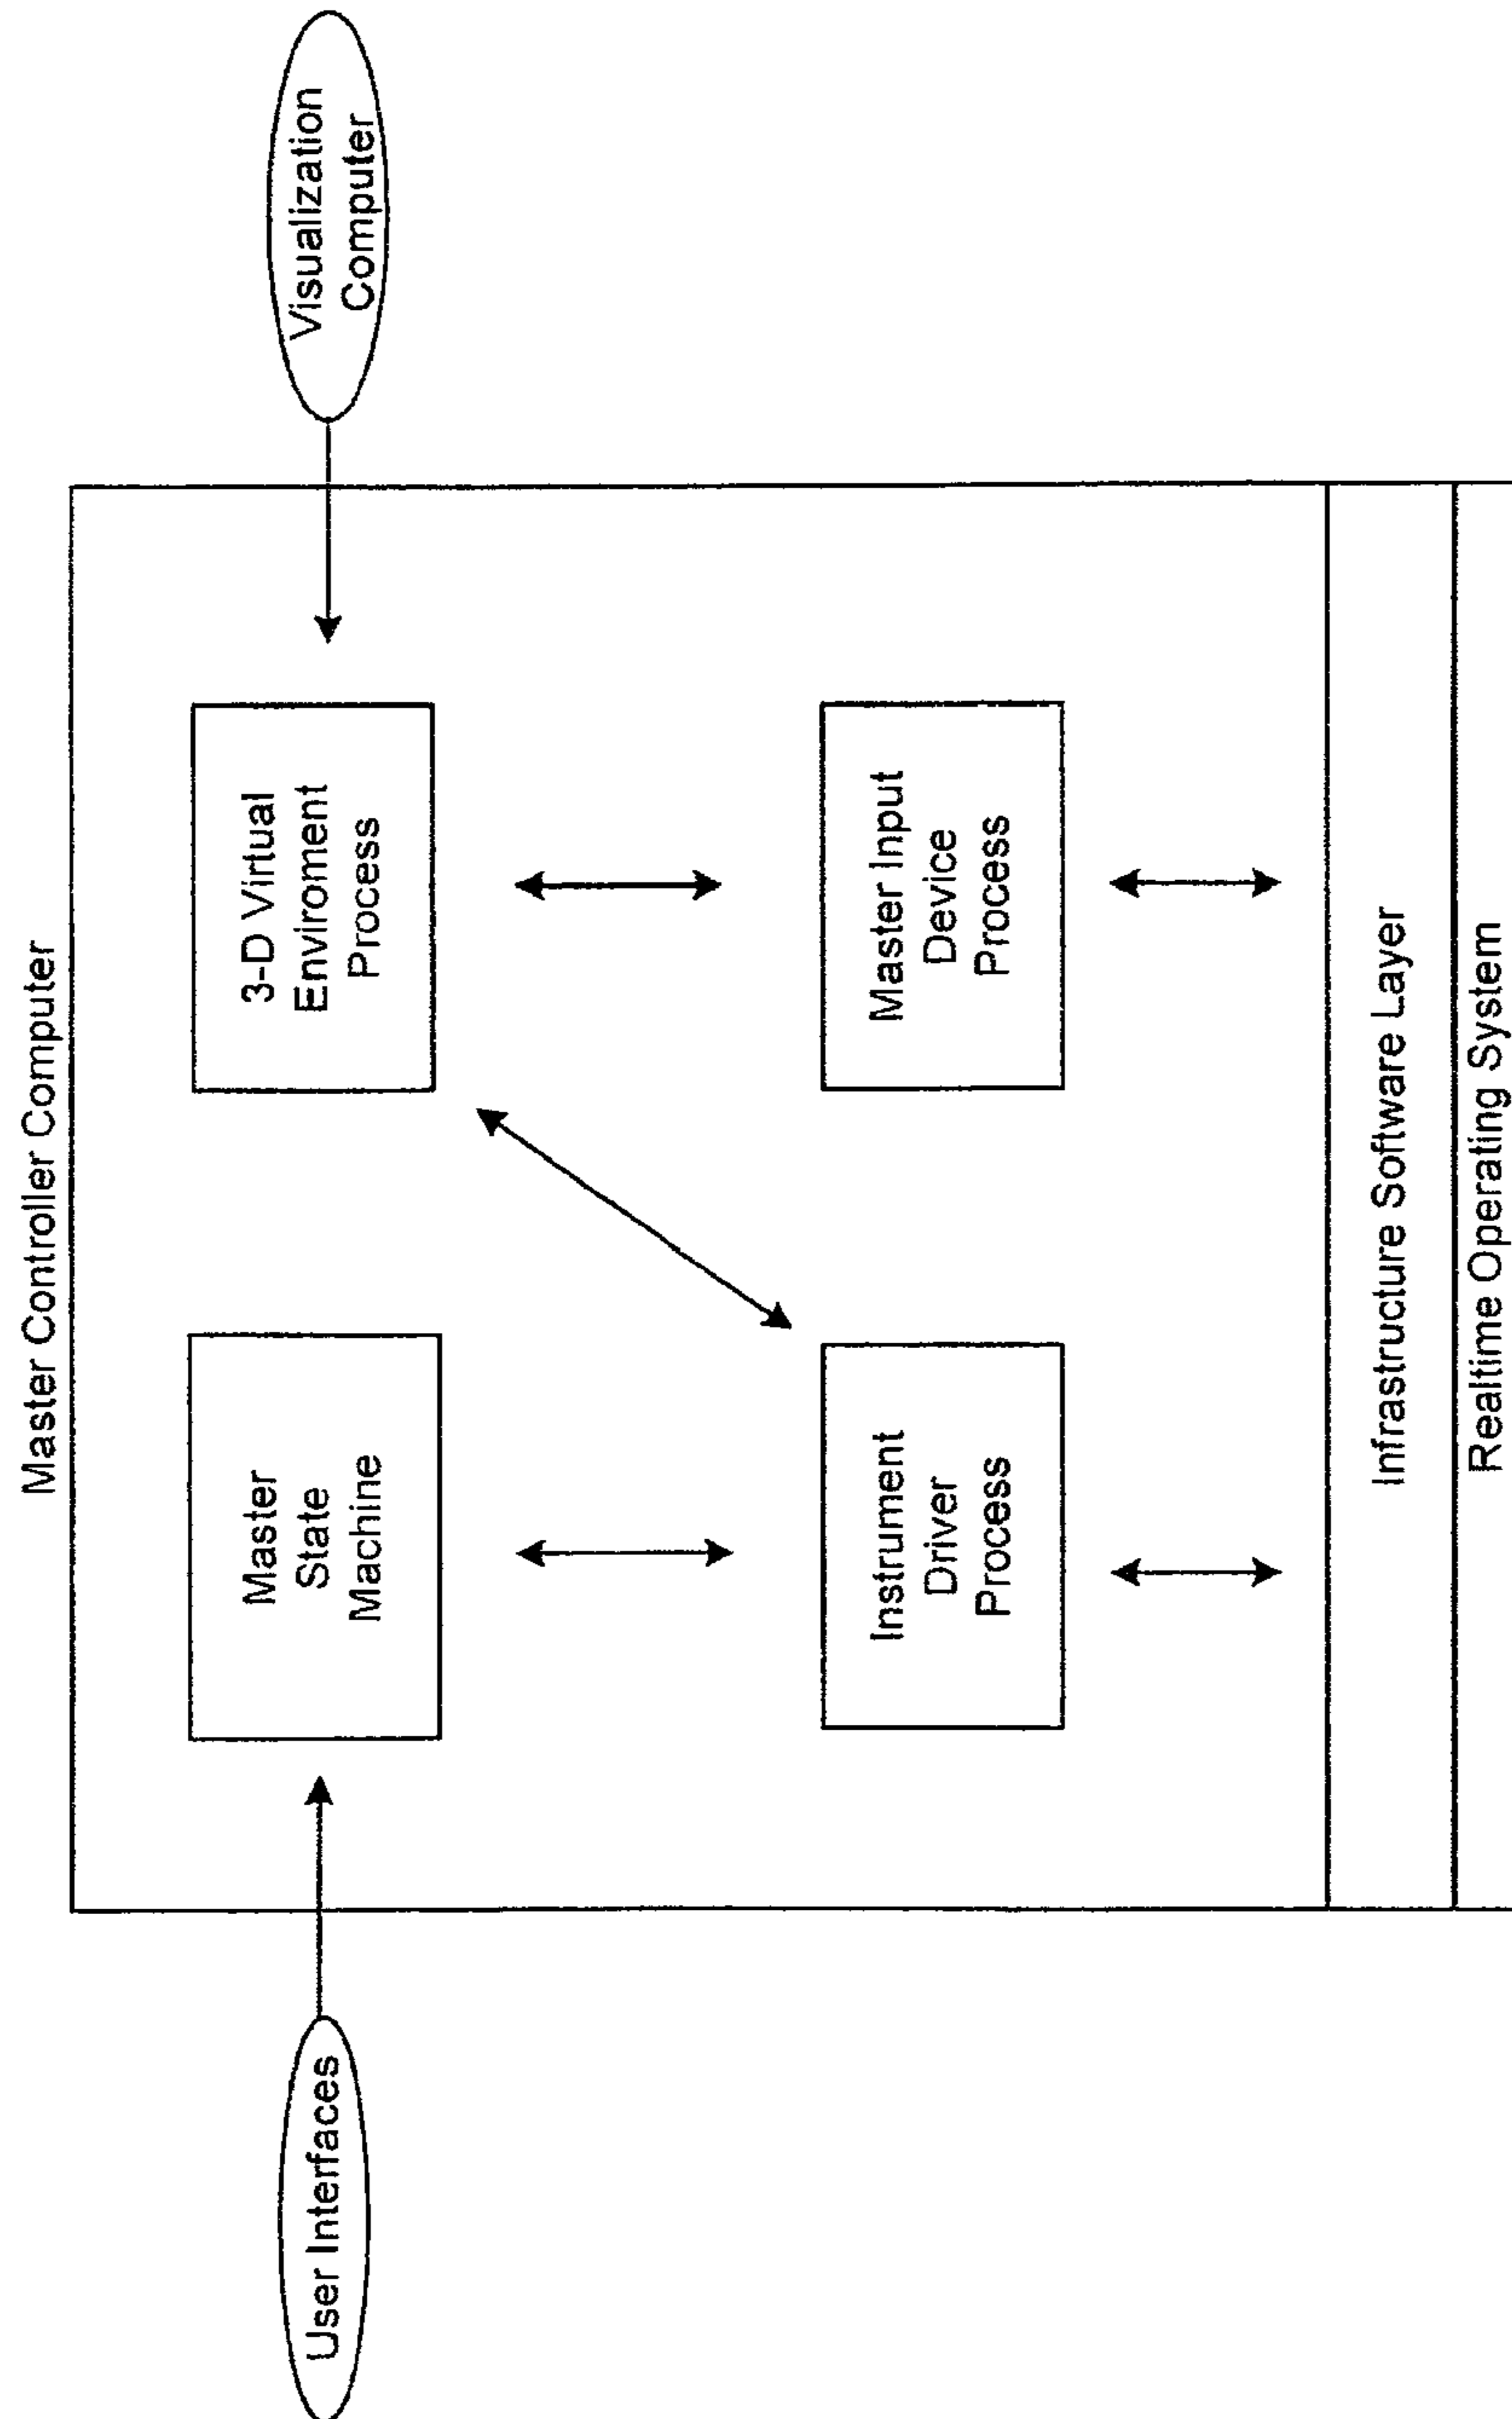 Master Controller Computer
User Interfaces
Master
State
Machine
3-D Virtual
Enviroment
Process
Visualization
Computer
Instrument
Driver
Process
Master Input
Device
Process
Infrastructure Software Layer
Realtime Operating System